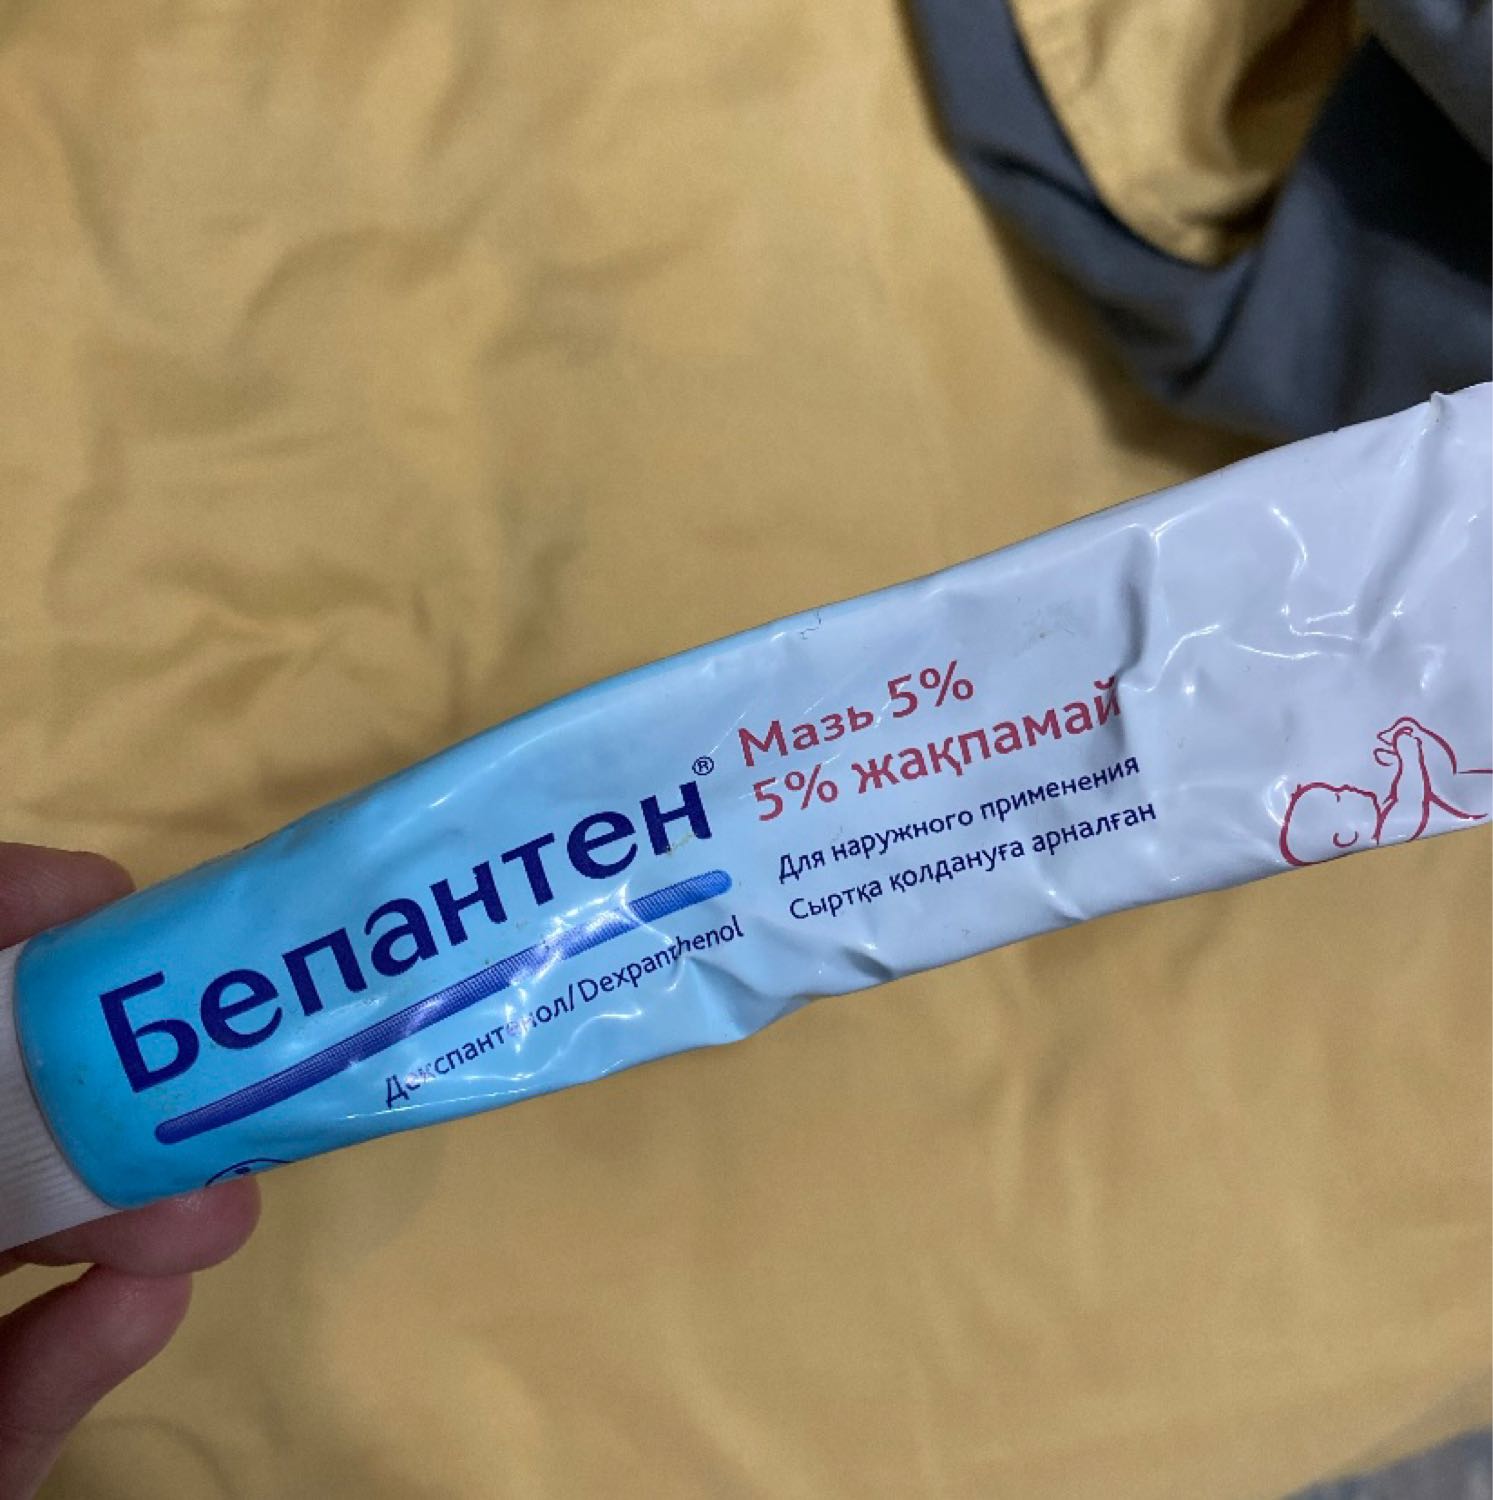 Бепантен®
Декспантенол/Dexpanthenol
Мазь 5%
5% жақпамай
Для наружного применения
Сыртқа қолдануға арналған